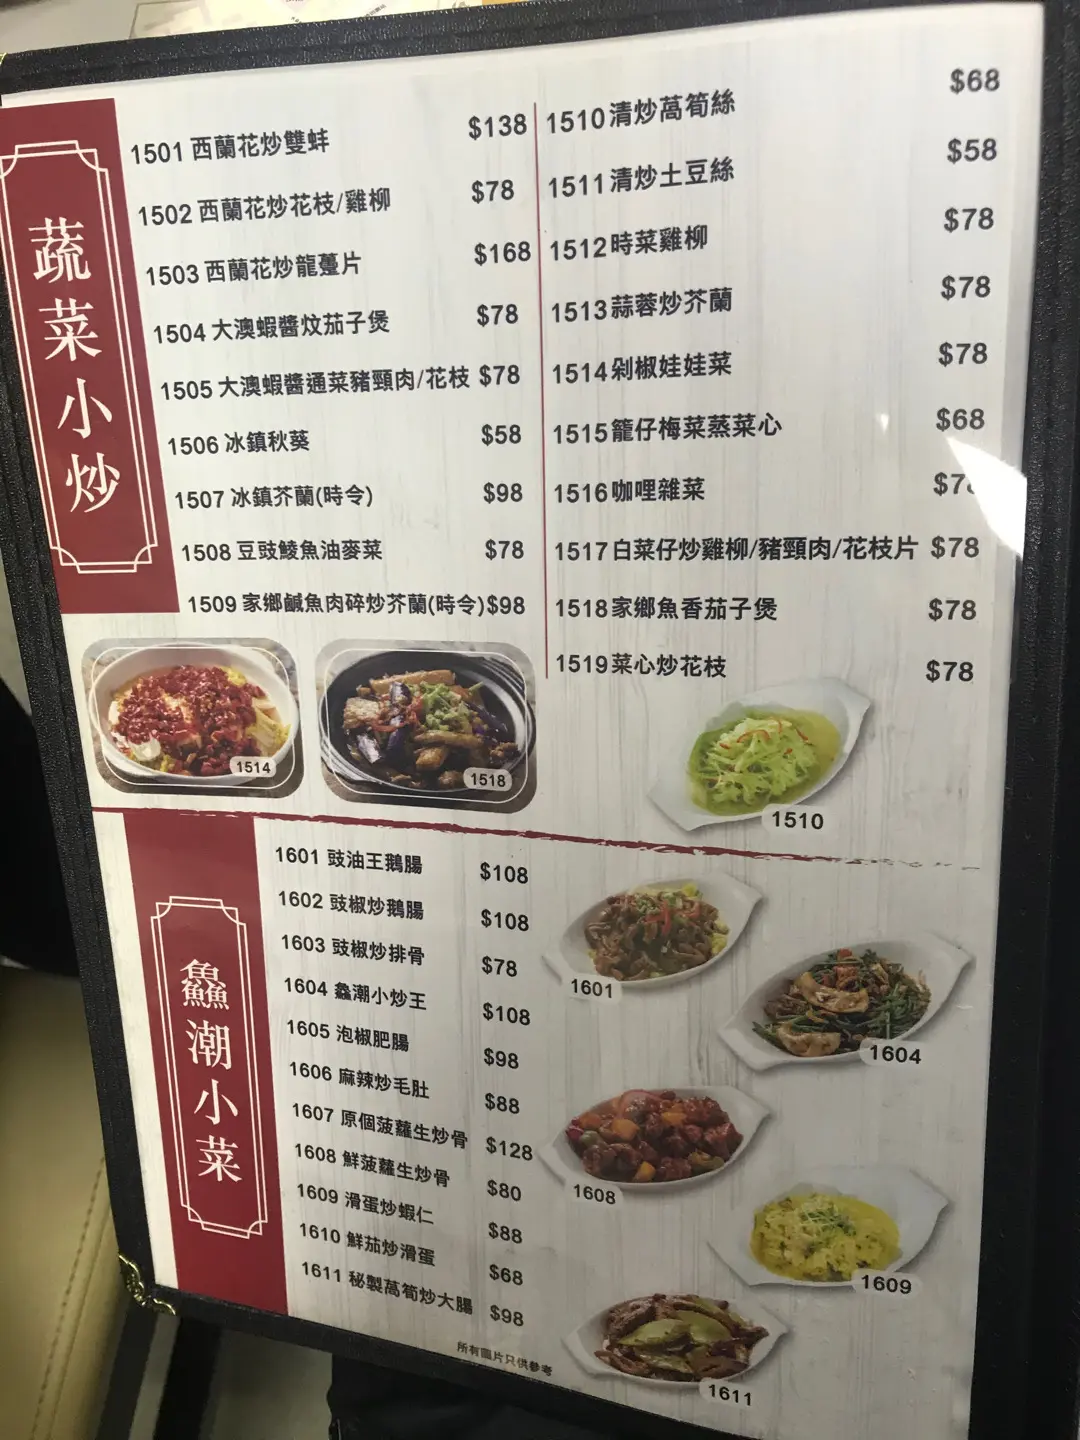 蔬菜小炒
1501 西蘭花炒雙蚌 $138
1502 西蘭花炒花枝/雞柳 $78
1503 西蘭花炒龍躉片 $168
1504 大澳蝦醬炆茄子煲 $78
1505 大澳蝦醬通菜豬頸肉/花枝 $78
1506 冰鎮秋葵 $58
1507 冰鎮芥蘭(時令) $98
1508 豆豉鯪魚油麥菜 $78
1509 家鄉鹹魚肉碎炒芥蘭(時令) $98
1510 清炒萵筍絲 $68
1511 清炒土豆絲 $58
1512 時菜雞柳 $78
1513 蒜蓉炒芥蘭 $78
1514 剁椒娃娃菜 $78
1515 籠仔梅菜蒸菜心 $68
1516 咖哩雜菜
1517 白菜仔炒雞柳/豬頸肉/花枝片 $78
1518 家鄉魚香茄子煲 $78
1519 菜心炒花枝 $78
1514
1518
1510
鱻潮小菜
1601 豉油王鵝腸 $108
1602 豉椒炒鵝腸 $108
1603 豉椒炒排骨 $78
1604 鱻潮小炒王 $108
1605 泡椒肥腸 $98
1606 麻辣炒毛肚 $88
1607 原個菠蘿生炒骨 $128
1608 鮮菠蘿生炒骨 $80
1609 滑蛋炒蝦仁 $88
1610 鮮茄炒滑蛋 $68
1611 秘製萵筍炒大腸 $98
1601
1604
1608
1609
1611
所有圖片只供參考